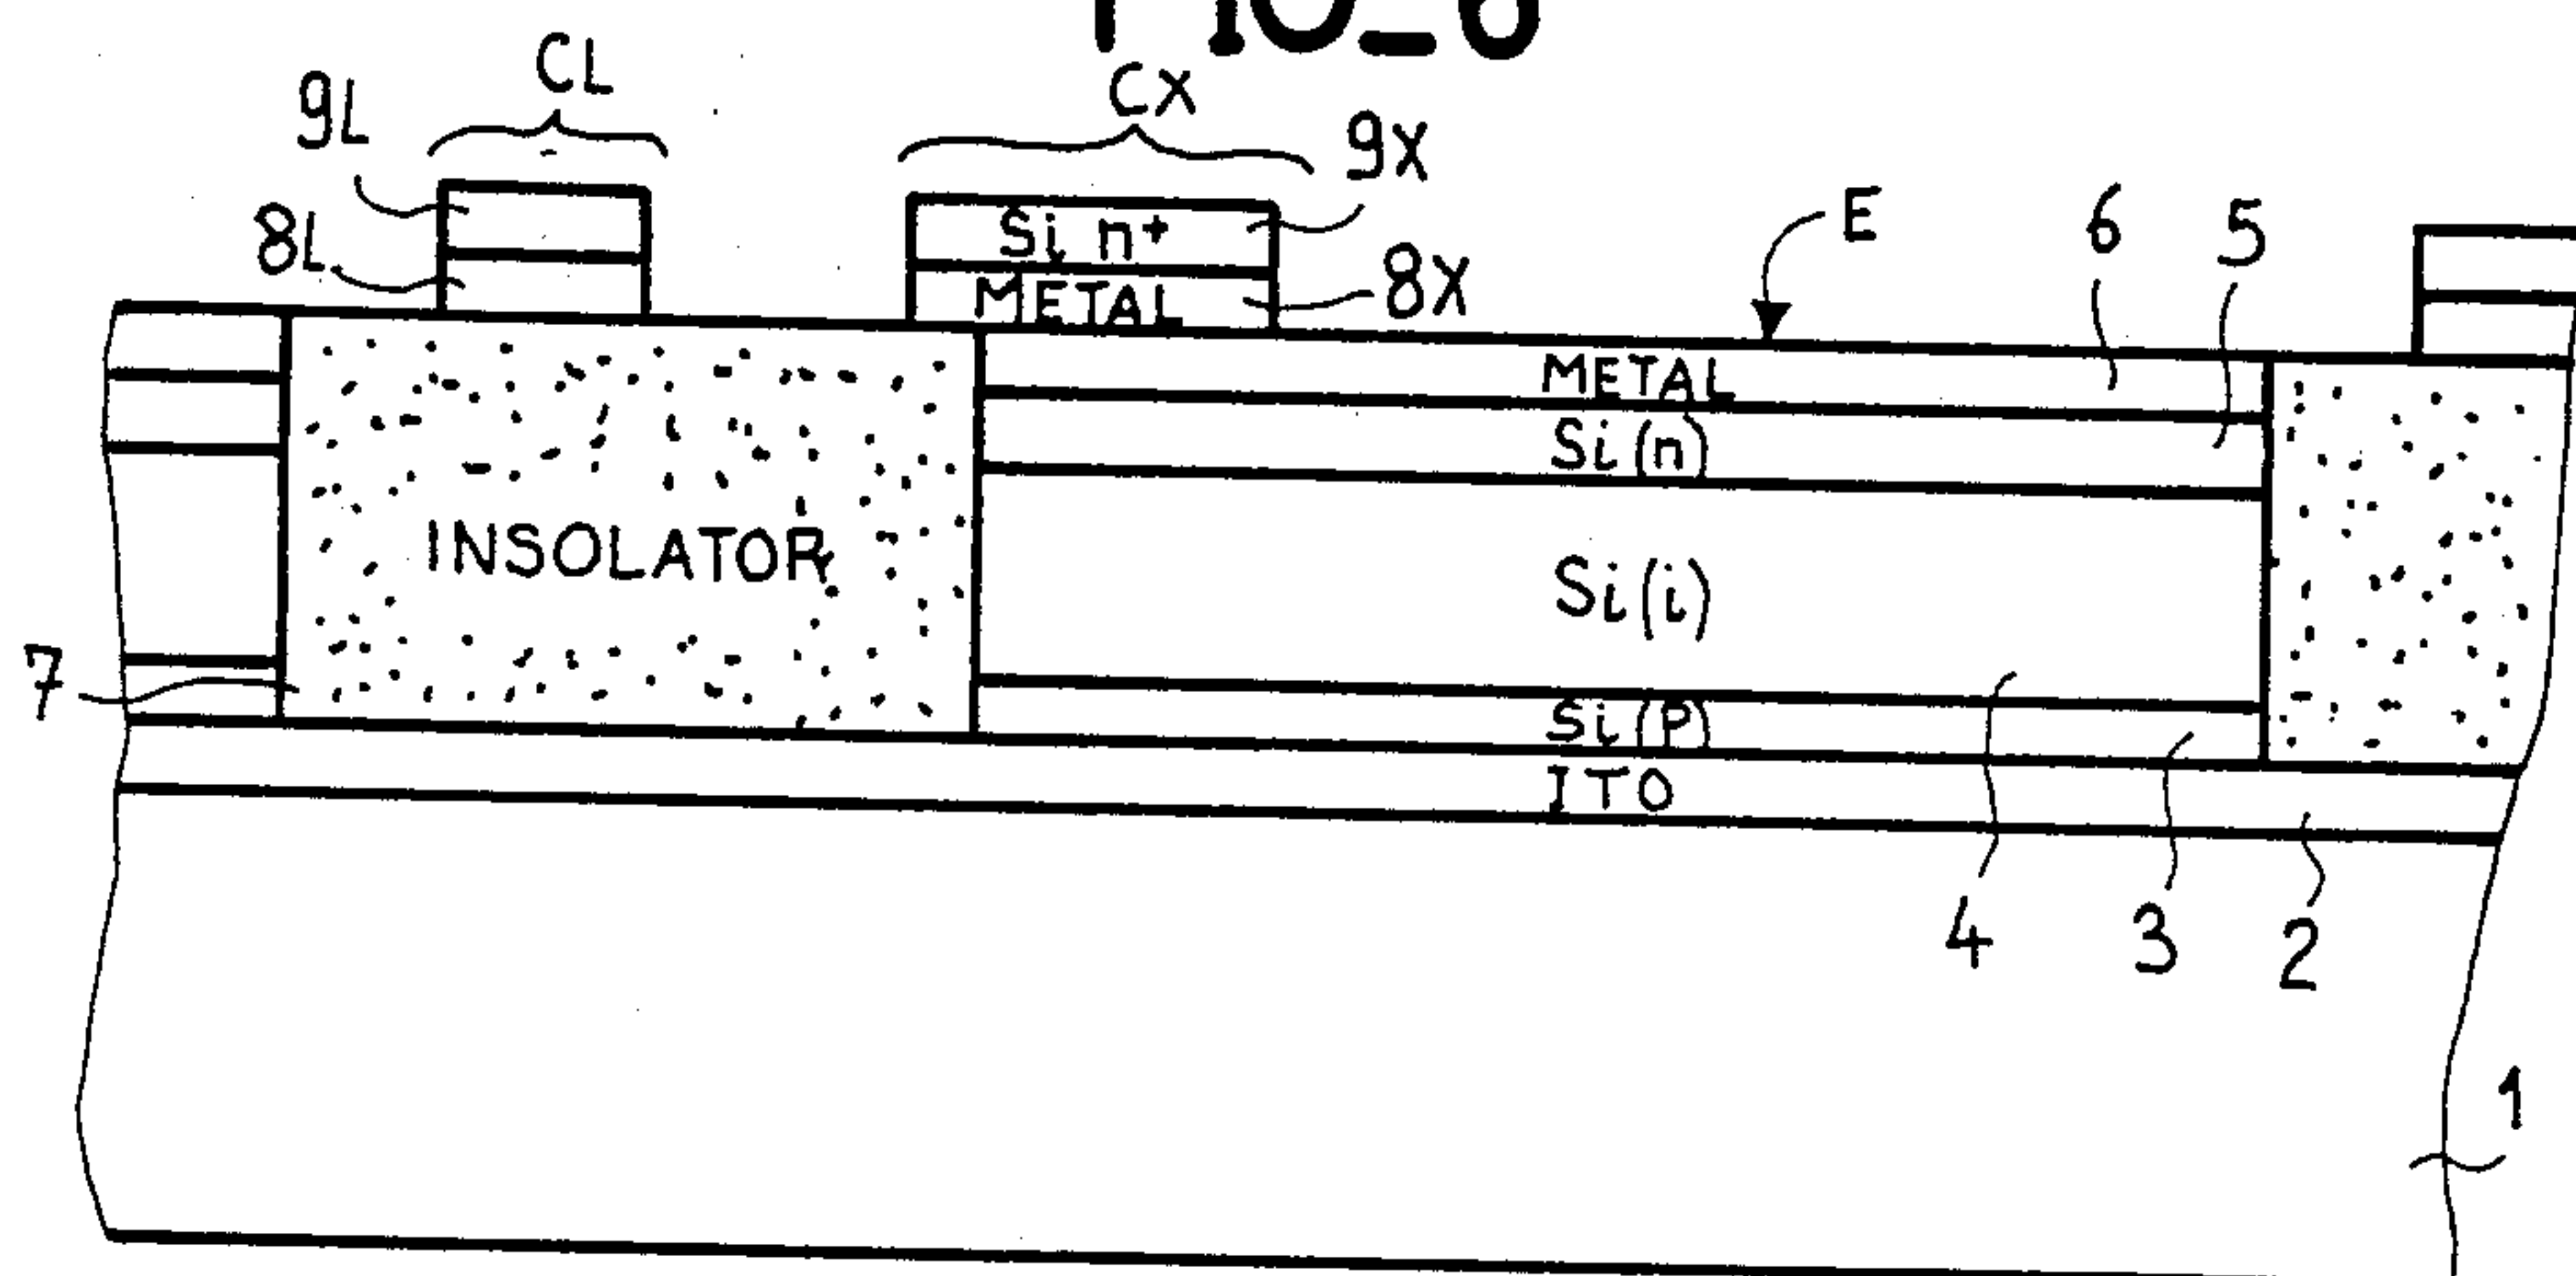 FIG_6
CL
CX
9L
9X
8L
Si n+
E
6
5
METAL
8X
METAL
Si (n)
INSOLATOR
Si (i)
7
Si (P)
ITO
4
3
2
1